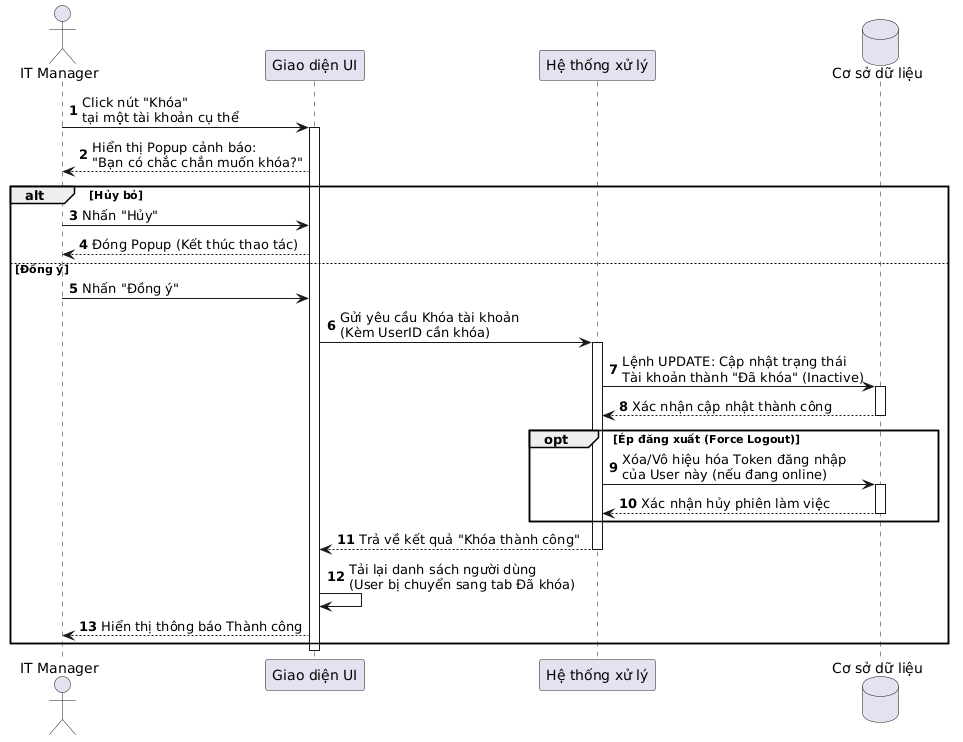 IT Manager
Giao diện UI
Hệ thống xử lý
Cơ sở dữ liệu
1 Click nút "Khóa"
tại một tài khoản cụ thể
2 Hiển thị Popup cảnh báo:
"Bạn có chắc chắn muốn khóa?"
alt [Hủy bỏ]
3 Nhấn "Hủy"
4 Đóng Popup (Kết thúc thao tác)
[Đồng ý]
5 Nhấn "Đồng ý"
6 Gửi yêu cầu Khóa tài khoản
(Kèm UserID cần khóa)
7 Lệnh UPDATE: Cập nhật trạng thái
Tài khoản thành "Đã khóa" (Inactive)
8 Xác nhận cập nhật thành công
opt [Ép đăng xuất (Force Logout)]
9 Xóa/Vô hiệu hóa Token đăng nhập
của User này (nếu đang online)
10 Xác nhận hủy phiên làm việc
11 Trả về kết quả "Khóa thành công"
12 Tải lại danh sách người dùng
(User bị chuyển sang tab Đã khóa)
13 Hiển thị thông báo Thành công
IT Manager
Giao diện UI
Hệ thống xử lý
Cơ sở dữ liệu